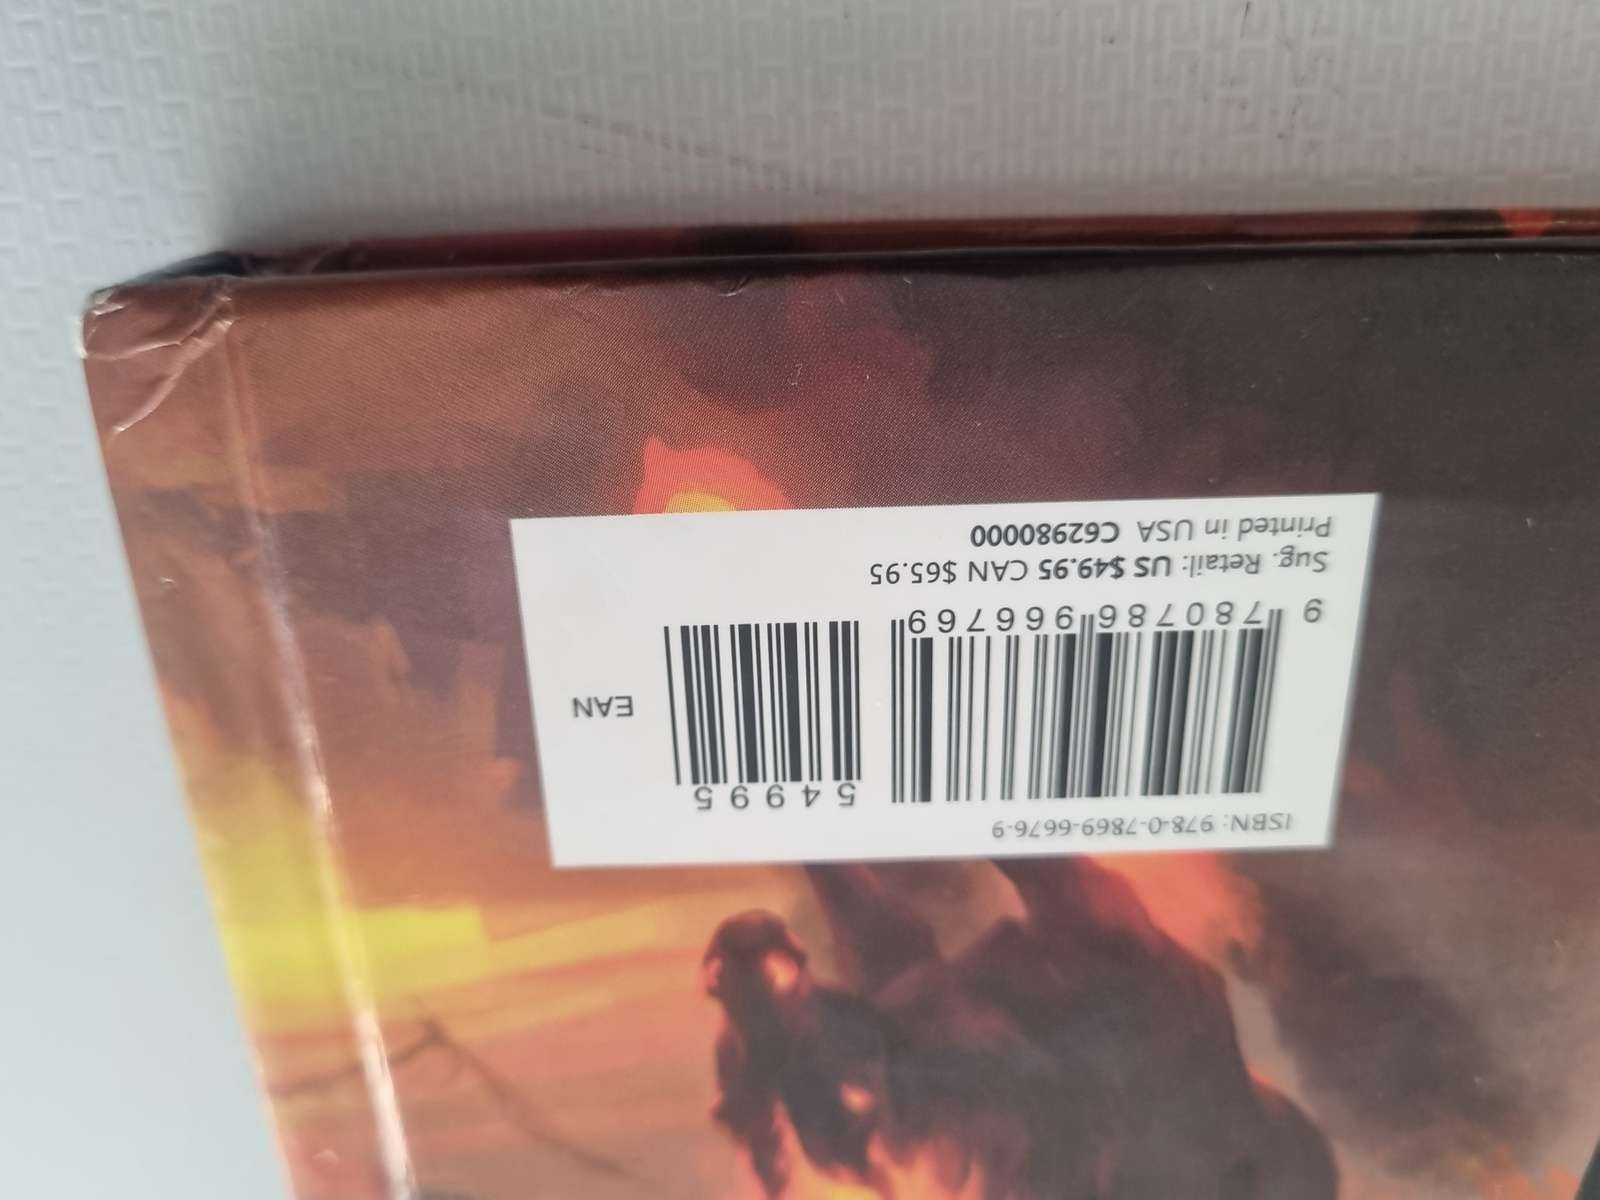 ISBN: 978-0-7869-6676-9
54995
EAN
9 780786 966769
Sug. Retail: US $49.95 CAN $65.95
Printed in USA C62980000